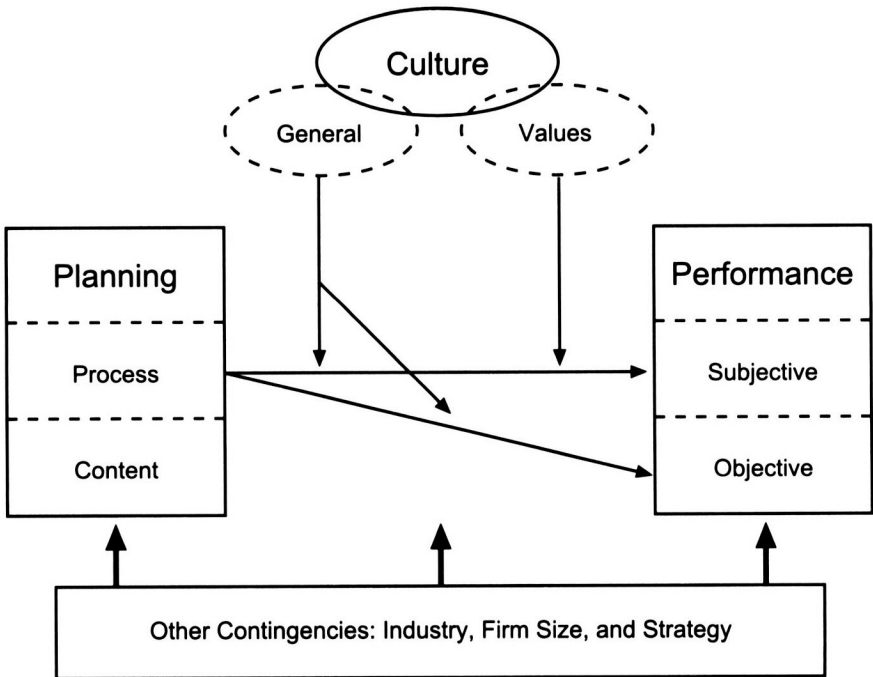 Culture
General
Values
Planning
Performance
Process
Subjective
Content
Objective
Other Contingencies: Industry, Firm Size, and Strategy